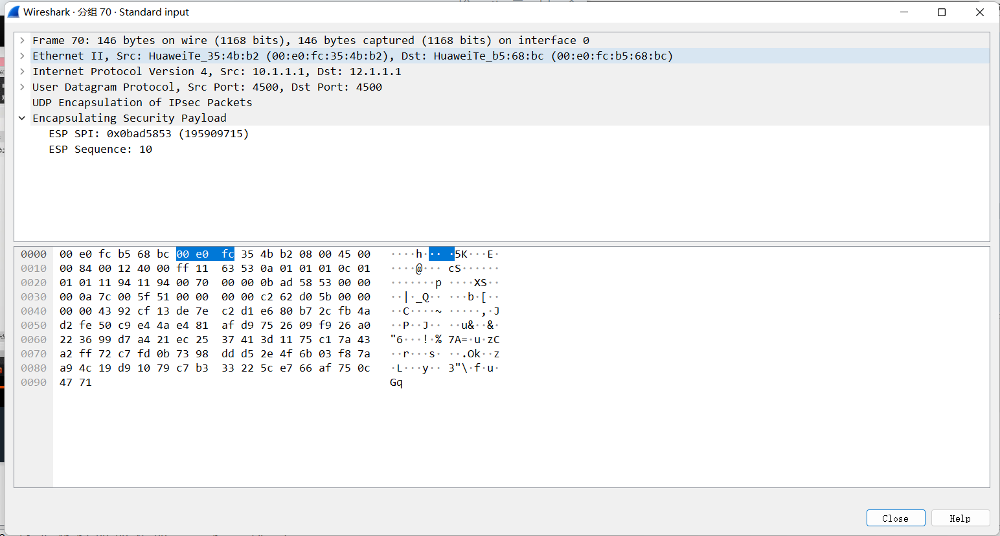 Wireshark · 分组 70 · Standard input
Frame 70: 146 bytes on wire (1168 bits), 146 bytes captured (1168 bits) on interface 0
Ethernet II, Src: HuaweiTe_35:4b:b2 (00:e0:fc:35:4b:b2), Dst: HuaweiTe_b5:68:bc (00:e0:fc:b5:68:bc)
Internet Protocol Version 4, Src: 10.1.1.1, Dst: 12.1.1.1
User Datagram Protocol, Src Port: 4500, Dst Port: 4500
UDP Encapsulation of IPsec Packets
Encapsulating Security Payload
ESP SPI: 0x0bad5853 (195909715)
ESP Sequence: 10
0000 00 e0 fc b5 68 bc 00 e0 fc 35 4b b2 08 00 45 00 ····h·· ·5K···E·
0010 00 84 00 12 40 00 ff 11 63 53 0a 01 01 01 0c 01 ····@··· cS······
0020 01 01 11 94 11 94 00 70 00 00 0b ad 58 53 00 00 ·······p ····XS··
0030 00 0a 7c 00 5f 51 00 00 00 00 c2 62 d0 5b 00 00 ··|·_Q·· ···b·[··
0040 00 00 43 92 cf 13 de 7e c2 d1 e6 80 b7 2c fb 4a ··C····~ ·····,·J
0050 d2 fe 50 c9 e4 4a e4 81 af d9 75 26 09 f9 26 a0 ··P··J·· ··u&··&·
0060 22 36 99 d7 a4 21 ec 25 37 41 3d 11 75 c1 7a 43 "6···!·% 7A=·u·zC
0070 a2 ff 72 c7 fd 0b 73 98 dd d5 2e 4f 6b 03 f8 7a ··r···s· ··.Ok··z
0080 a9 4c 19 d9 10 79 c7 b3 33 22 5c e7 66 af 75 0c ·L···y·· 3"\·f·u·
0090 47 71 Gq
Close Help